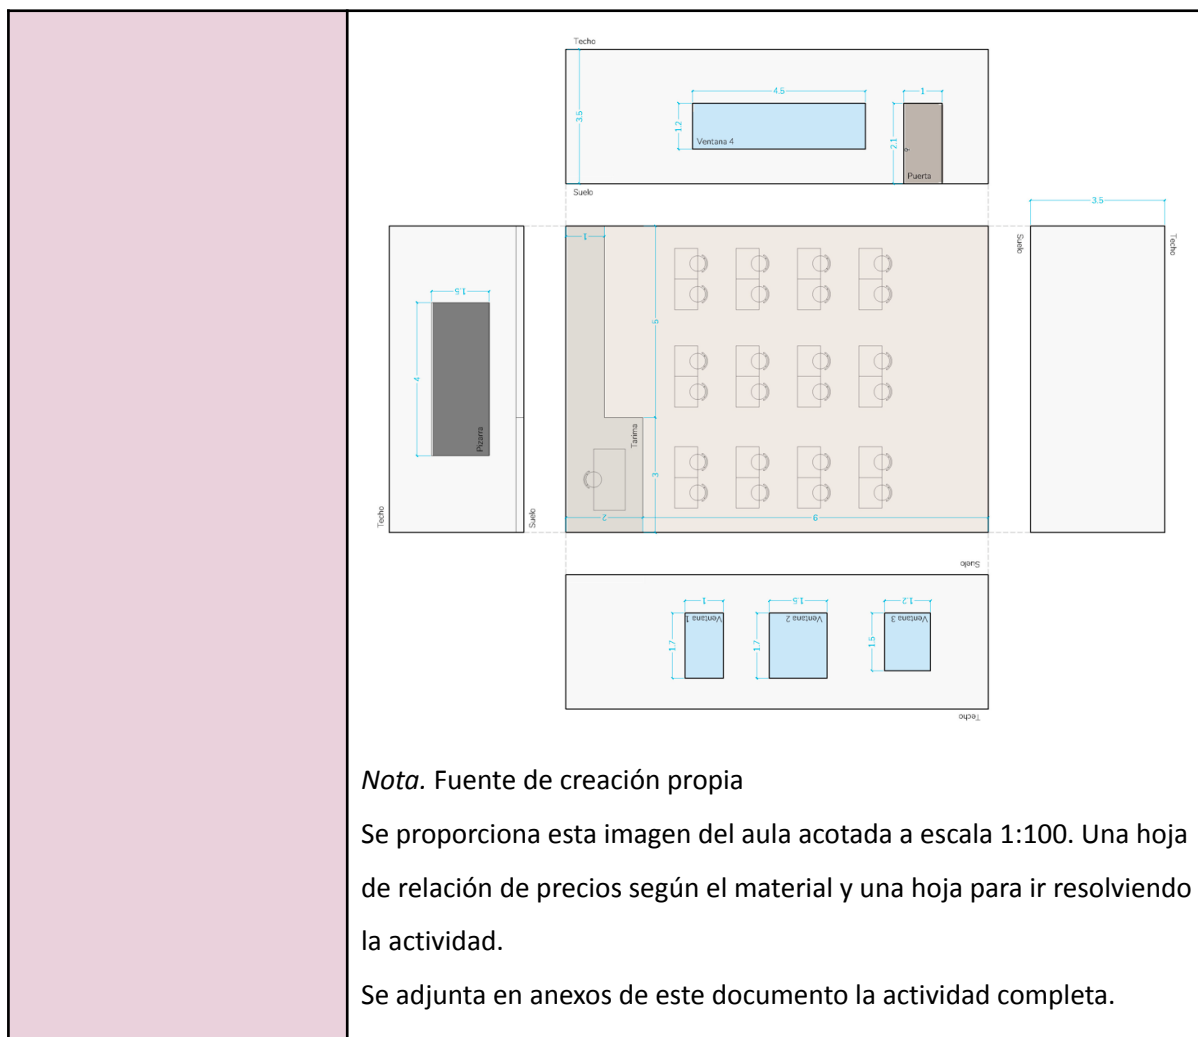 Techo
3.5
4.5
1
1.2
2.1
Ventana 4
Puerta
Suelo
3.5
1
Suelo
Techo
1.5
5
4
Pizarra
Tarima
3
Techo
Suelo
2
9
Suelo
1
1.5
1.2
Ventana 1
Ventana 2
Ventana 3
1.7
1.7
1.5
Techo
Nota. Fuente de creación propia
Se proporciona esta imagen del aula acotada a escala 1:100. Una hoja
de relación de precios según el material y una hoja para ir resolviendo
la actividad.
Se adjunta en anexos de este documento la actividad completa.